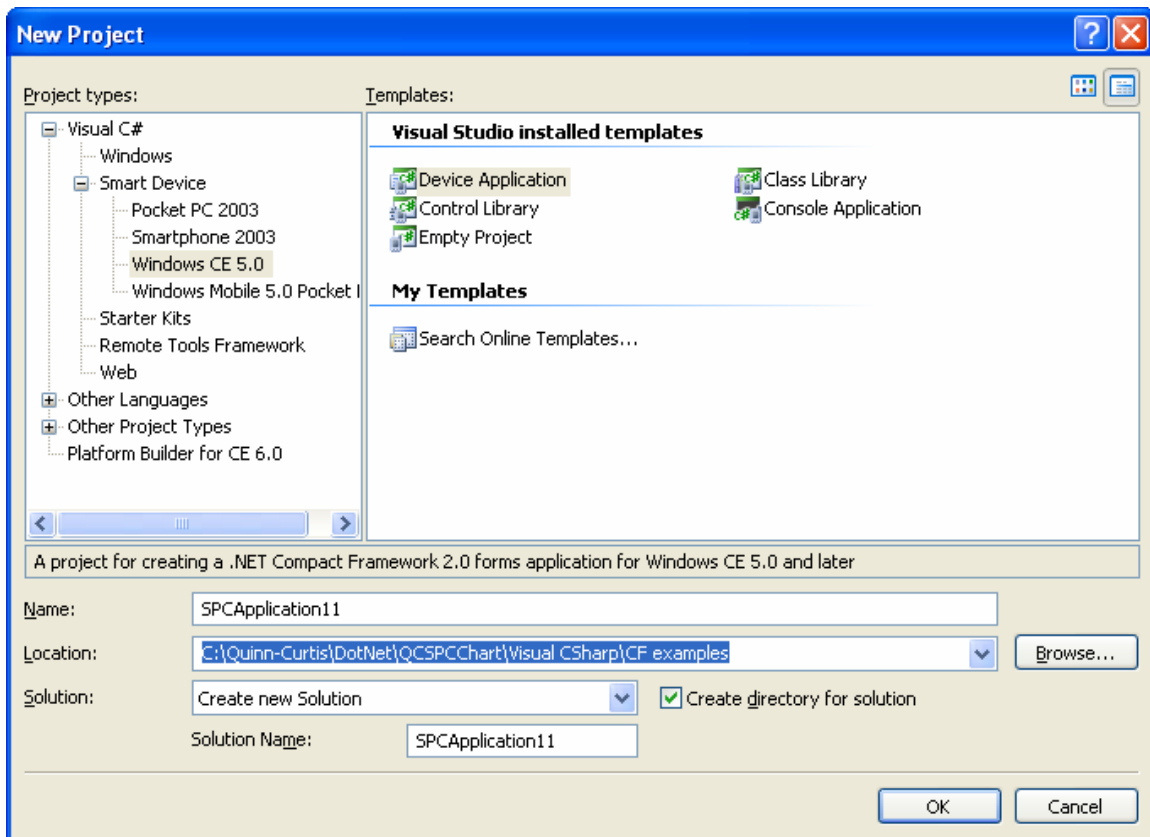 New Project
Project types:
Templates:
Visual C#
Windows
Smart Device
Pocket PC 2003
Smartphone 2003
Windows CE 5.0
Windows Mobile 5.0 Pocket
Starter Kits
Remote Tools Framework
Web
Other Languages
Other Project Types
Platform Builder for CE 6.0
Visual Studio installed templates
Device Application
Class Library
Control Library
Console Application
Empty Project
My Templates
Search Online Templates...
A project for creating a .NET Compact Framework 2.0 forms application for Windows CE 5.0 and later
Name:
SPCApplication11
Location:
C:\Quinn-Curtis\DotNet\QCSPCChart\Visual CSharp\CF examples
Browse...
Solution:
Create new Solution
Create directory for solution
Solution Name:
SPCApplication11
OK
Cancel